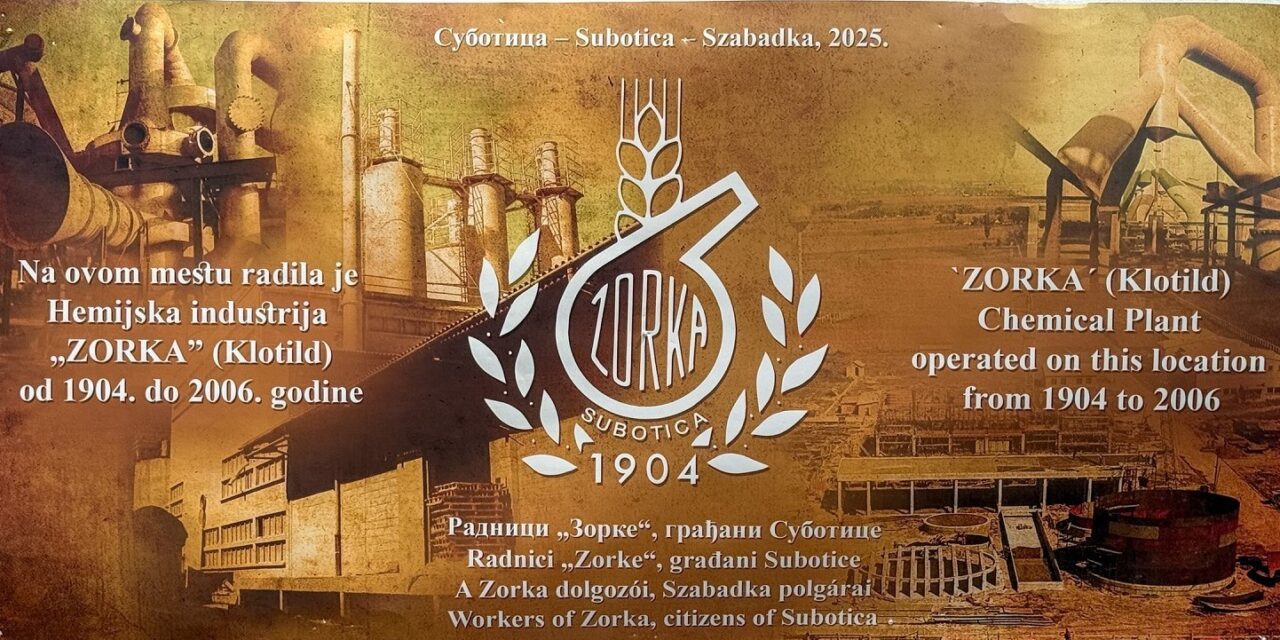 Суботица – Subotica – Szabadka, 2025.
Na ovom mestu radila je
Hemijska industrija
„ZORKA” (Klotild)
od 1904. do 2006. godine
ZORKA
SUBOTICA
1904
`ZORKA´ (Klotild)
Chemical Plant
operated on this location
from 1904 to 2006
Радници „Зорке“, грађани Суботице
Radnici „Zorke“, građani Subotice
A Zorka dolgozói, Szabadka polgárai
Workers of Zorka, citizens of Subotica .